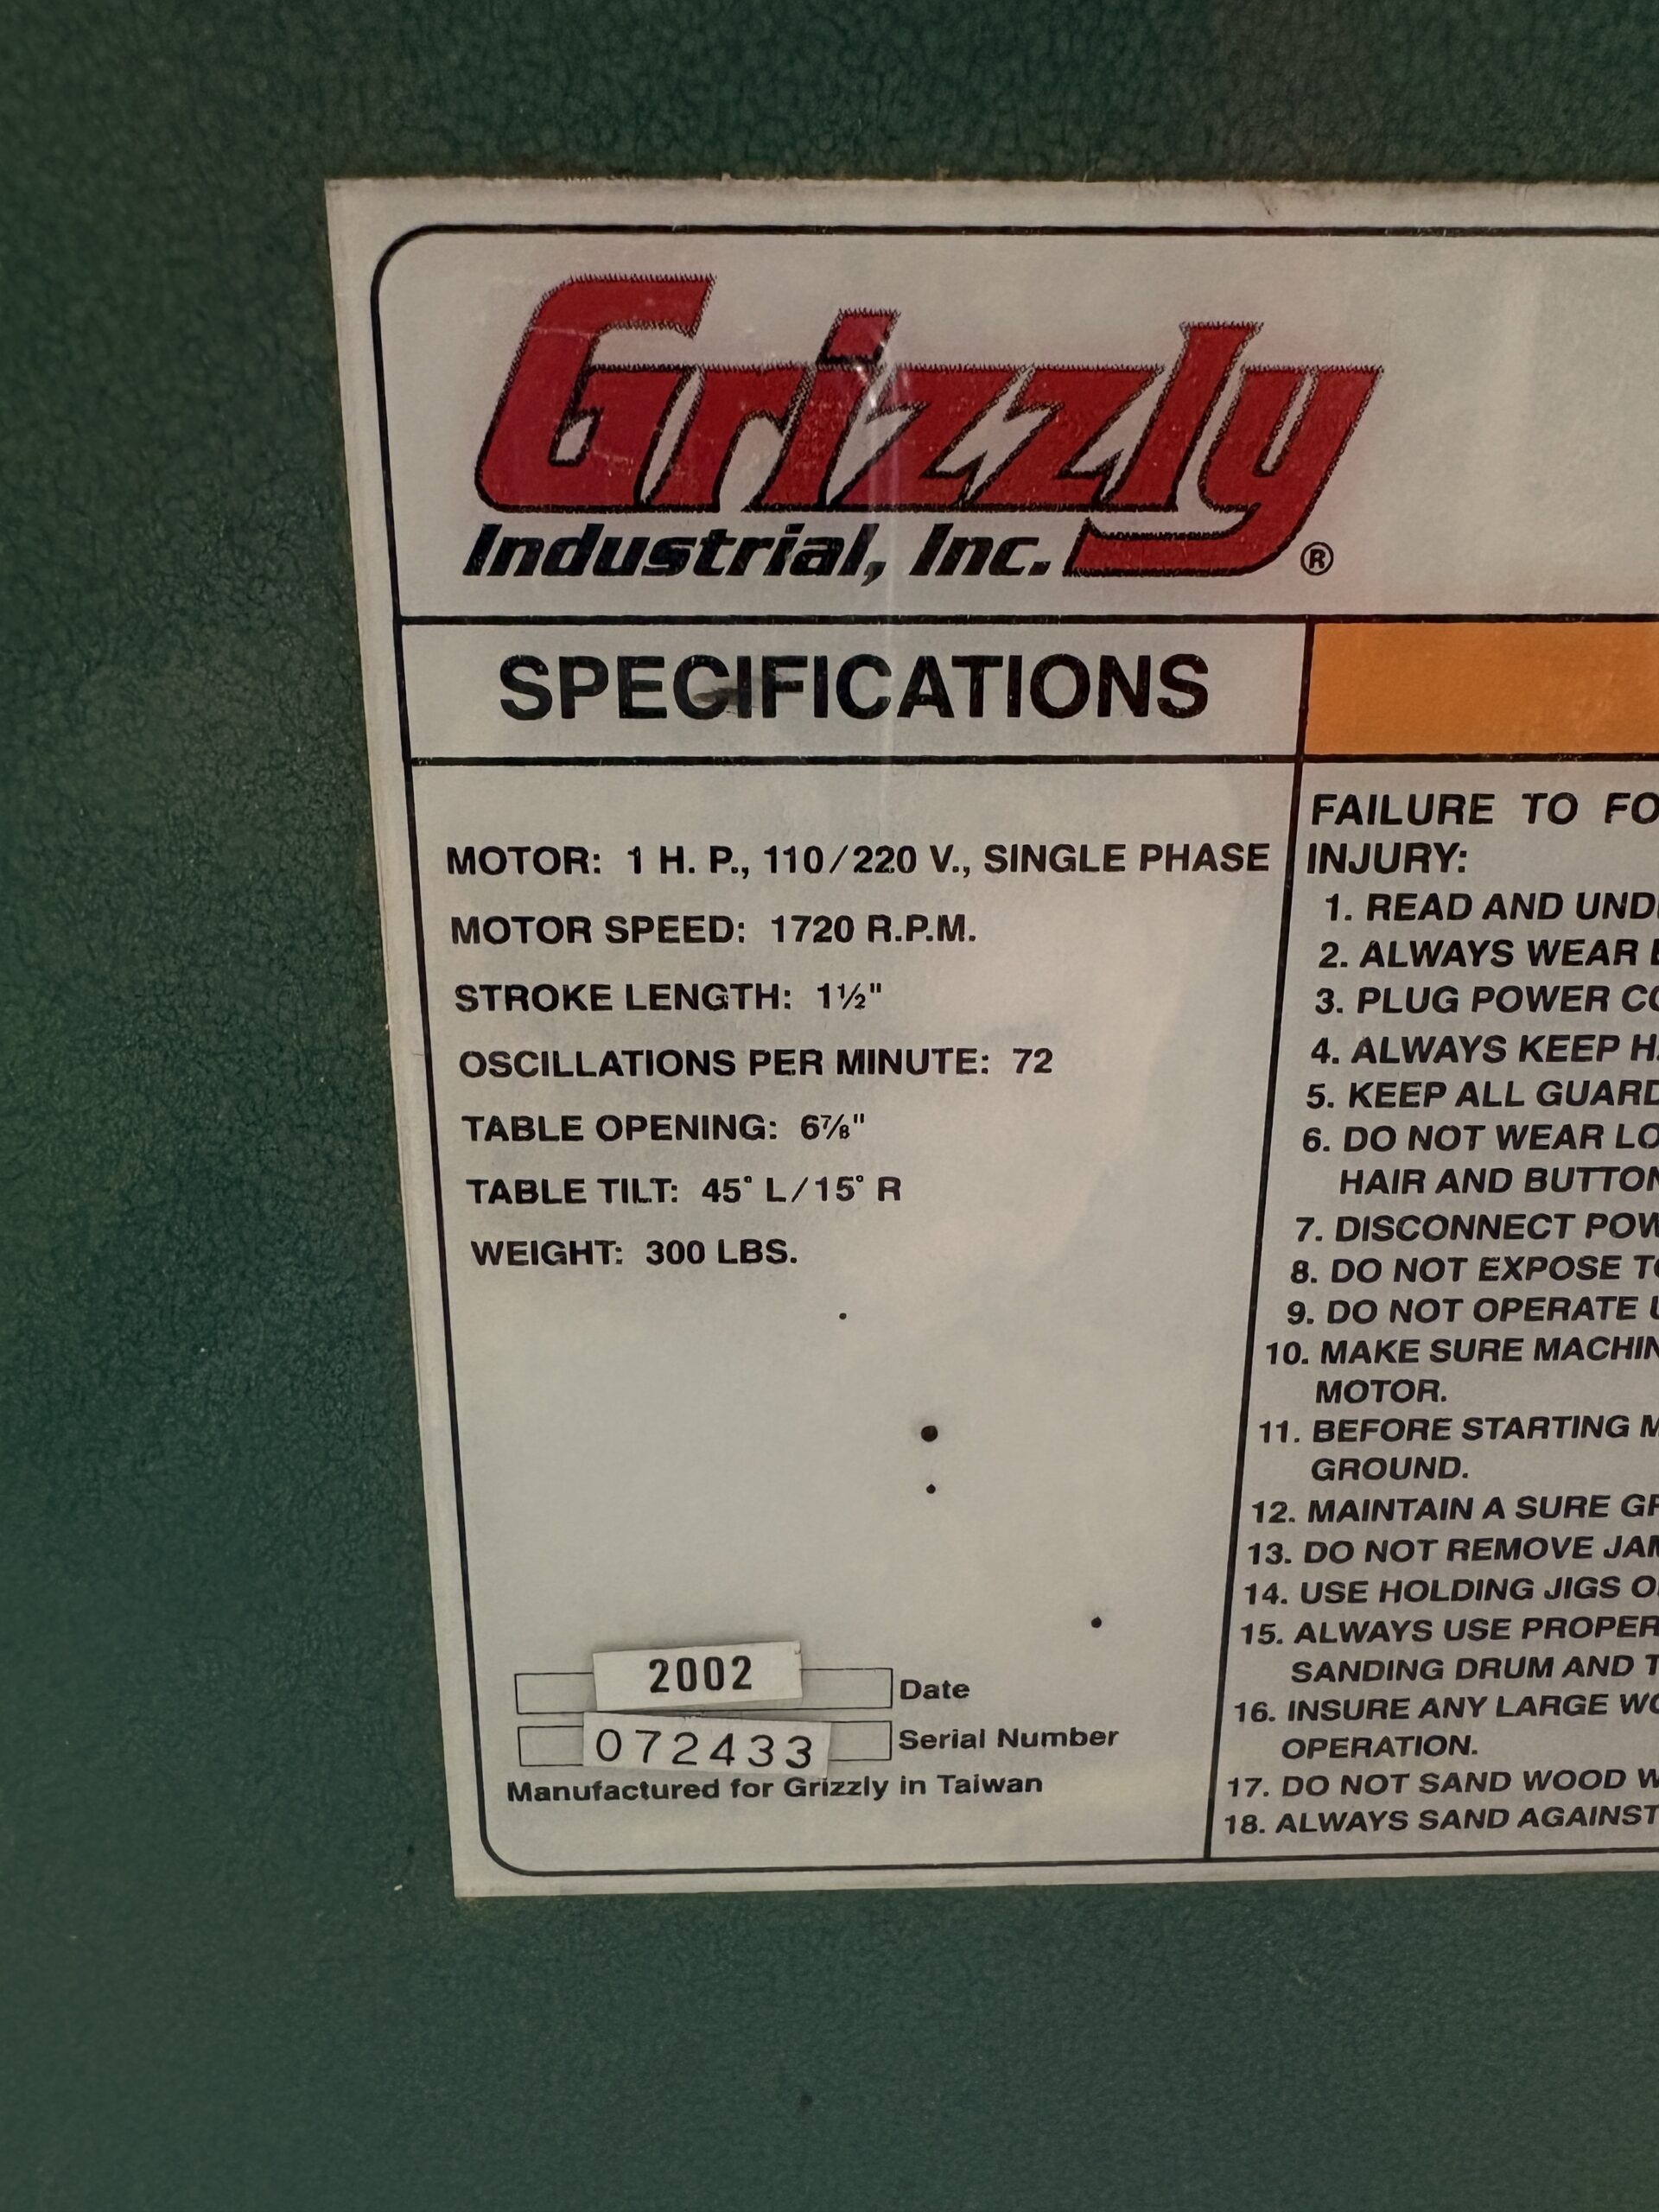 Grizzly
Industrial, Inc. ®
SPECIFICATIONS
MOTOR: 1 H. P., 110/220 V., SINGLE PHASE
MOTOR SPEED: 1720 R.P.M.
STROKE LENGTH: 1½"
OSCILLATIONS PER MINUTE: 72
TABLE OPENING: 6⅞"
TABLE TILT: 45° L/15° R
WEIGHT: 300 LBS.
2002 Date
072433 Serial Number
Manufactured for Grizzly in Taiwan
FAILURE TO FO
INJURY:
1. READ AND UND
2. ALWAYS WEAR
3. PLUG POWER CO
4. ALWAYS KEEP HA
5. KEEP ALL GUARD
6. DO NOT WEAR LO
HAIR AND BUTTON
7. DISCONNECT POW
8. DO NOT EXPOSE TO
9. DO NOT OPERATE U
10. MAKE SURE MACHIN
MOTOR.
11. BEFORE STARTING M
GROUND.
12. MAINTAIN A SURE GR
13. DO NOT REMOVE JAM
14. USE HOLDING JIGS O
15. ALWAYS USE PROPER
SANDING DRUM AND T
16. INSURE ANY LARGE WO
OPERATION.
17. DO NOT SAND WOOD W
18. ALWAYS SAND AGAINST